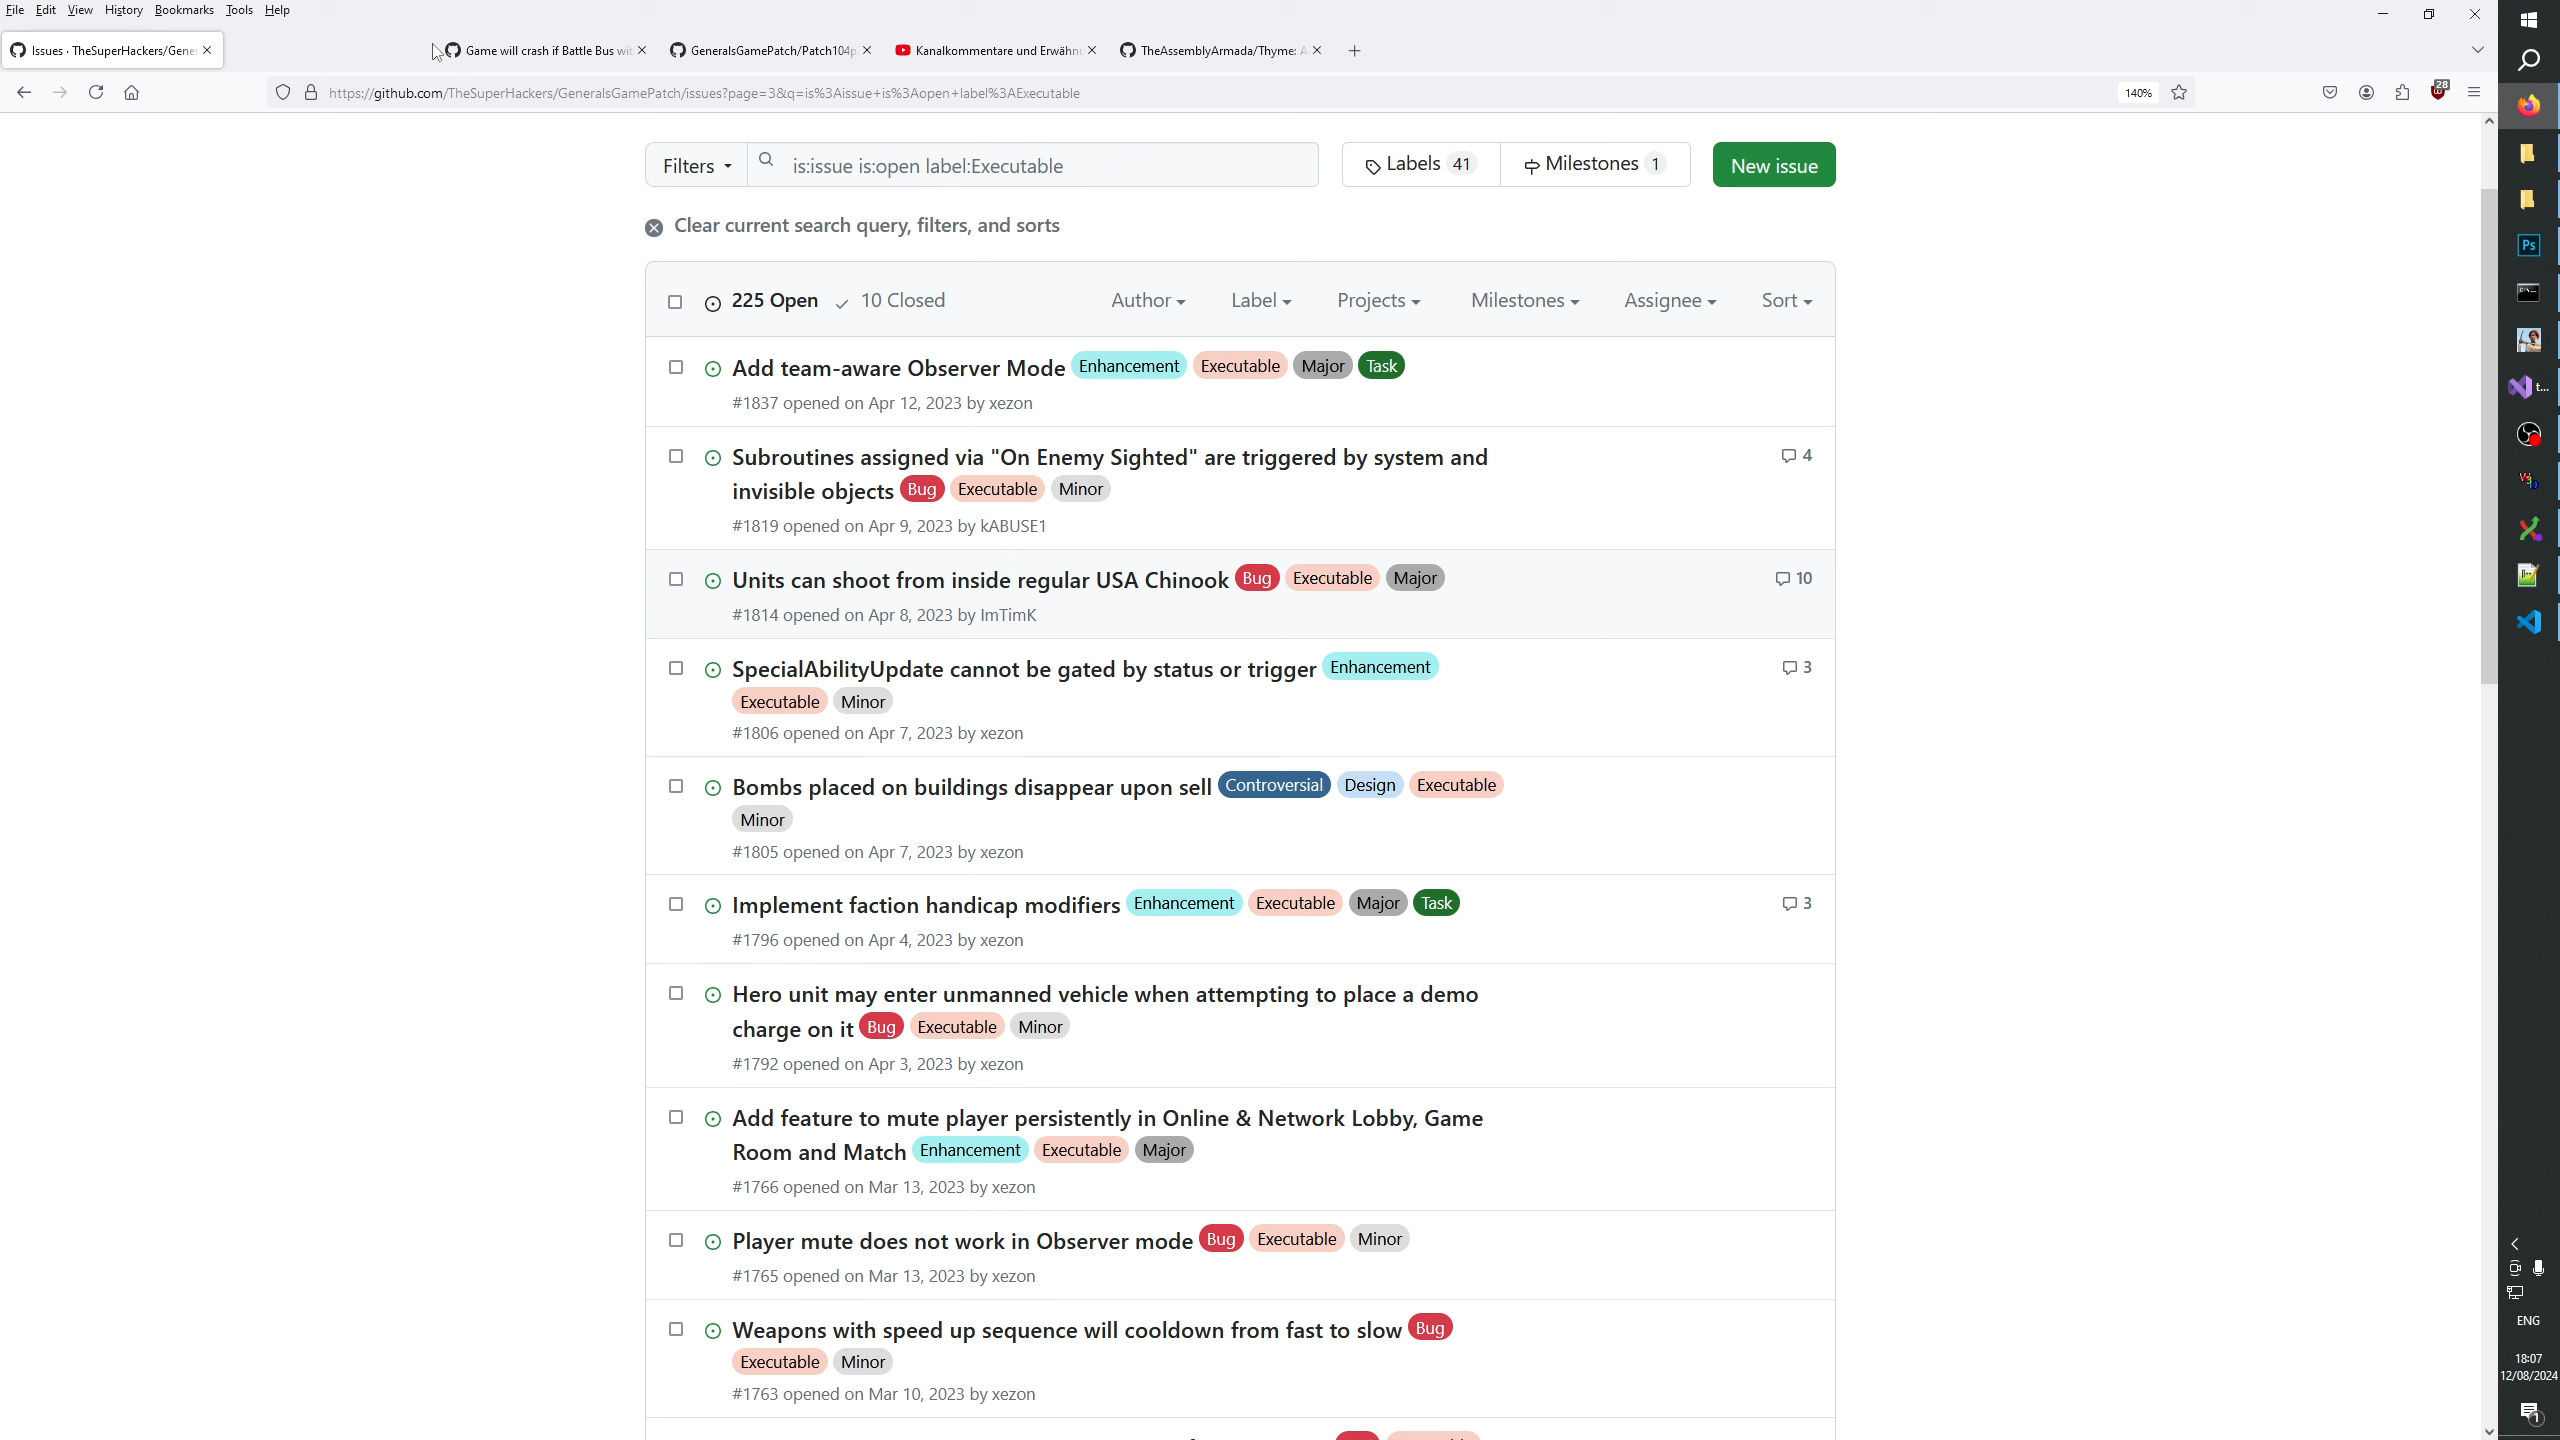 File Edit View History Bookmarks Tools Help
Issues · TheSuperHackers/Gener
Game will crash if Battle Bus wit
GeneralsGamePatch/Patch104p
Kanalkommentare und Erwähnu
TheAssemblyArmada/Thyme: A
https://github.com/TheSuperHackers/GeneralsGamePatch/issues?page=3&q=is%3Aissue+is%3Aopen+label%3AExecutable
140%
28
Filters
is:issue is:open label:Executable
Labels 41
Milestones 1
New issue
Clear current search query, filters, and sorts
225 Open 10 Closed Author Label Projects Milestones Assignee Sort
Add team-aware Observer Mode Enhancement Executable Major Task
#1837 opened on Apr 12, 2023 by xezon
Subroutines assigned via "On Enemy Sighted" are triggered by system and 4
invisible objects Bug Executable Minor
#1819 opened on Apr 9, 2023 by kABUSE1
Units can shoot from inside regular USA Chinook Bug Executable Major 10
#1814 opened on Apr 8, 2023 by ImTimK
SpecialAbilityUpdate cannot be gated by status or trigger Enhancement 3
Executable Minor
#1806 opened on Apr 7, 2023 by xezon
Bombs placed on buildings disappear upon sell Controversial Design Executable
Minor
#1805 opened on Apr 7, 2023 by xezon
Implement faction handicap modifiers Enhancement Executable Major Task 3
#1796 opened on Apr 4, 2023 by xezon
Hero unit may enter unmanned vehicle when attempting to place a demo
charge on it Bug Executable Minor
#1792 opened on Apr 3, 2023 by xezon
Add feature to mute player persistently in Online & Network Lobby, Game
Room and Match Enhancement Executable Major
#1766 opened on Mar 13, 2023 by xezon
Player mute does not work in Observer mode Bug Executable Minor
#1765 opened on Mar 13, 2023 by xezon
Weapons with speed up sequence will cooldown from fast to slow Bug
Executable Minor
#1763 opened on Mar 10, 2023 by xezon
Ps
t...
ENG
18:07
12/08/2024
1